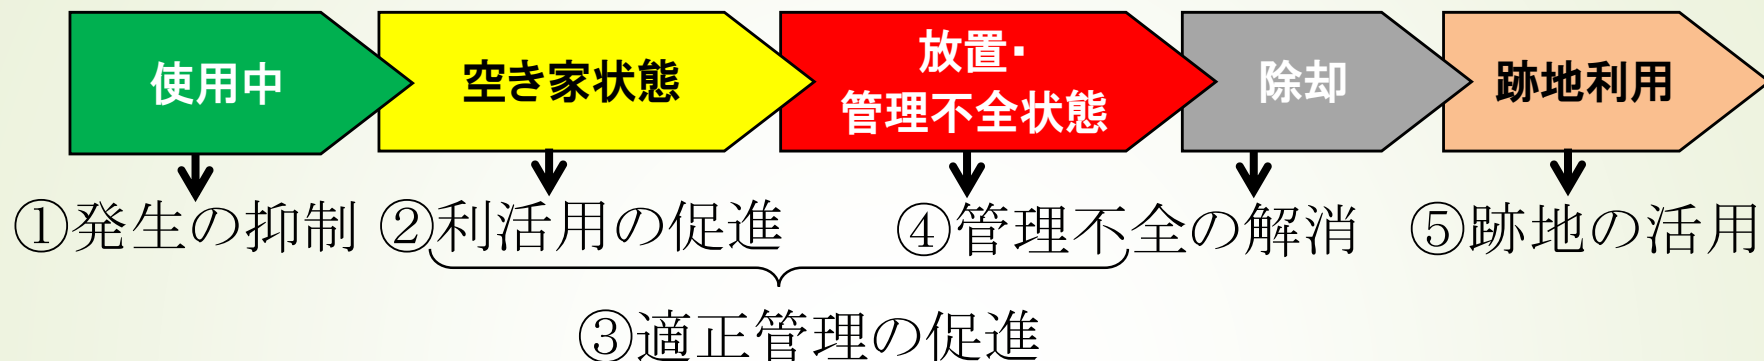 使用中
空き家状態
放置・
管理不全状態
除却
跡地利用
①発生の抑制
②利活用の促進
④管理不全の解消
⑤跡地の活用
③適正管理の促進